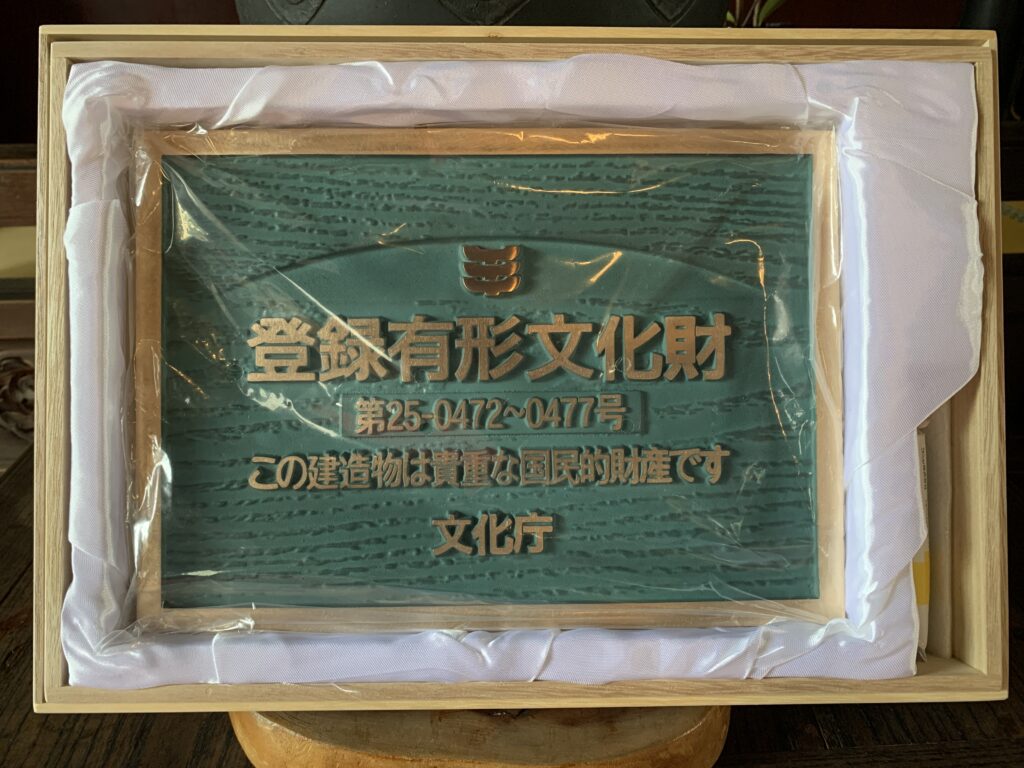 登録有形文化財
第25-0472~0477号
この建造物は貴重な国民的財産です
文化庁